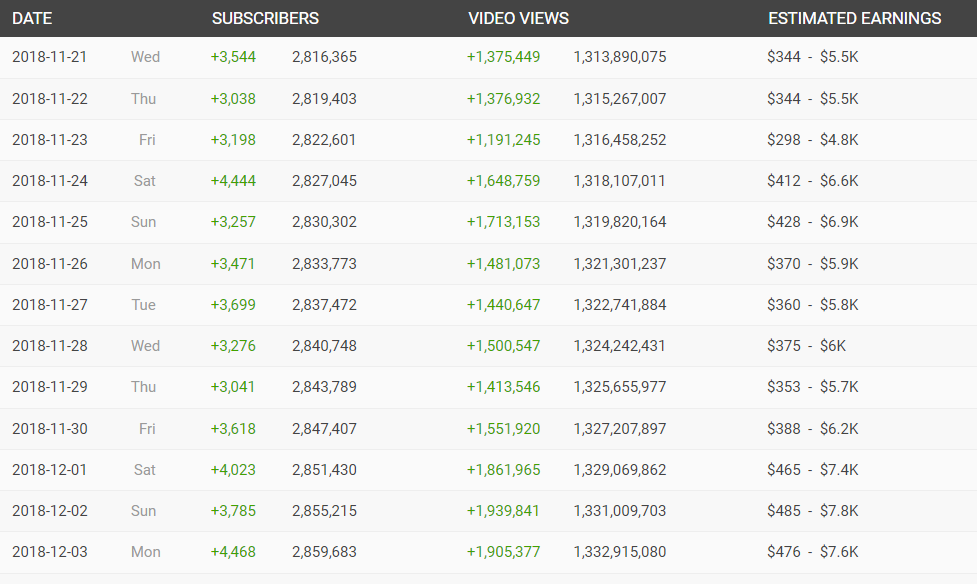 DATE SUBSCRIBERS VIDEO VIEWS ESTIMATED EARNINGS
2018-11-21 Wed +3,544 2,816,365 +1,375,449 1,313,890,075 $344 - $5.5K
2018-11-22 Thu +3,038 2,819,403 +1,376,932 1,315,267,007 $344 - $5.5K
2018-11-23 Fri +3,198 2,822,601 +1,191,245 1,316,458,252 $298 - $4.8K
2018-11-24 Sat +4,444 2,827,045 +1,648,759 1,318,107,011 $412 - $6.6K
2018-11-25 Sun +3,257 2,830,302 +1,713,153 1,319,820,164 $428 - $6.9K
2018-11-26 Mon +3,471 2,833,773 +1,481,073 1,321,301,237 $370 - $5.9K
2018-11-27 Tue +3,699 2,837,472 +1,440,647 1,322,741,884 $360 - $5.8K
2018-11-28 Wed +3,276 2,840,748 +1,500,547 1,324,242,431 $375 - $6K
2018-11-29 Thu +3,041 2,843,789 +1,413,546 1,325,655,977 $353 - $5.7K
2018-11-30 Fri +3,618 2,847,407 +1,551,920 1,327,207,897 $388 - $6.2K
2018-12-01 Sat +4,023 2,851,430 +1,861,965 1,329,069,862 $465 - $7.4K
2018-12-02 Sun +3,785 2,855,215 +1,939,841 1,331,009,703 $485 - $7.8K
2018-12-03 Mon +4,468 2,859,683 +1,905,377 1,332,915,080 $476 - $7.6K